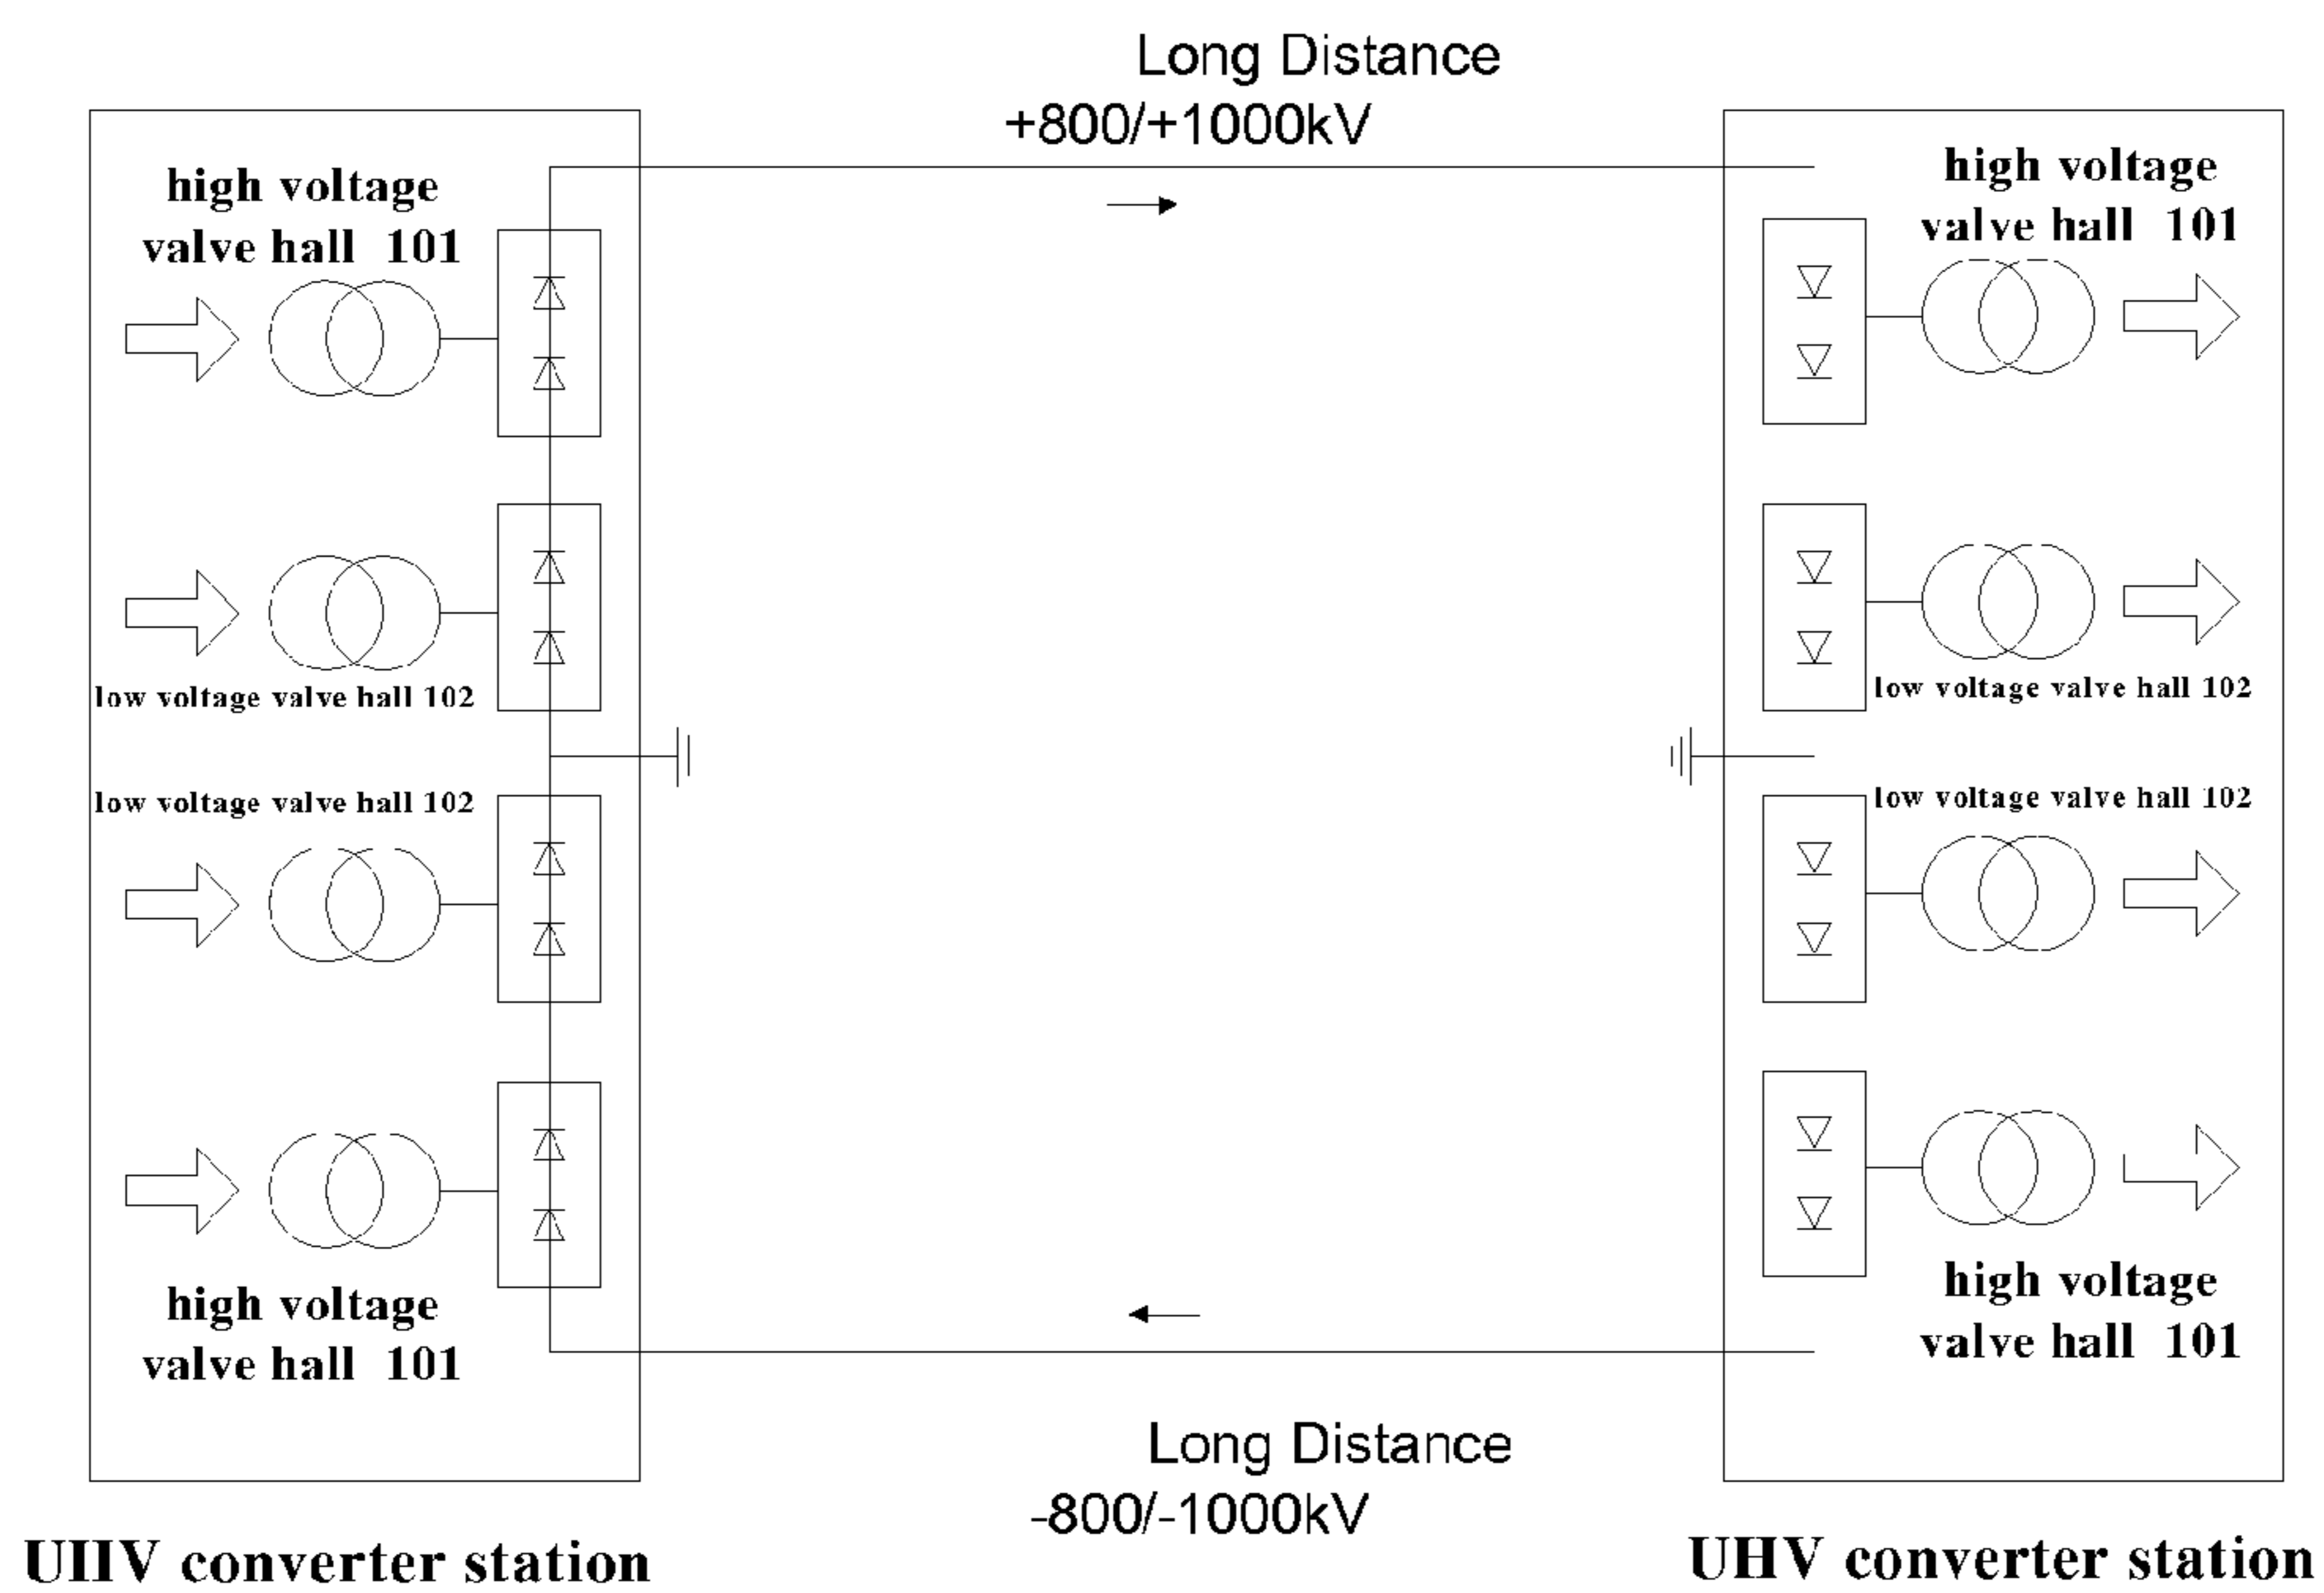 Long Distance
+800/+1000kV
high voltage
valve hall 101
high voltage
valve hall 101
low voltage valve hall 102
low voltage valve hall 102
low voltage valve hall 102
low voltage valve hall 102
high voltage
valve hall 101
high voltage
valve hall 101
Long Distance
-800/-1000kV
UIIV converter station
UHV converter station